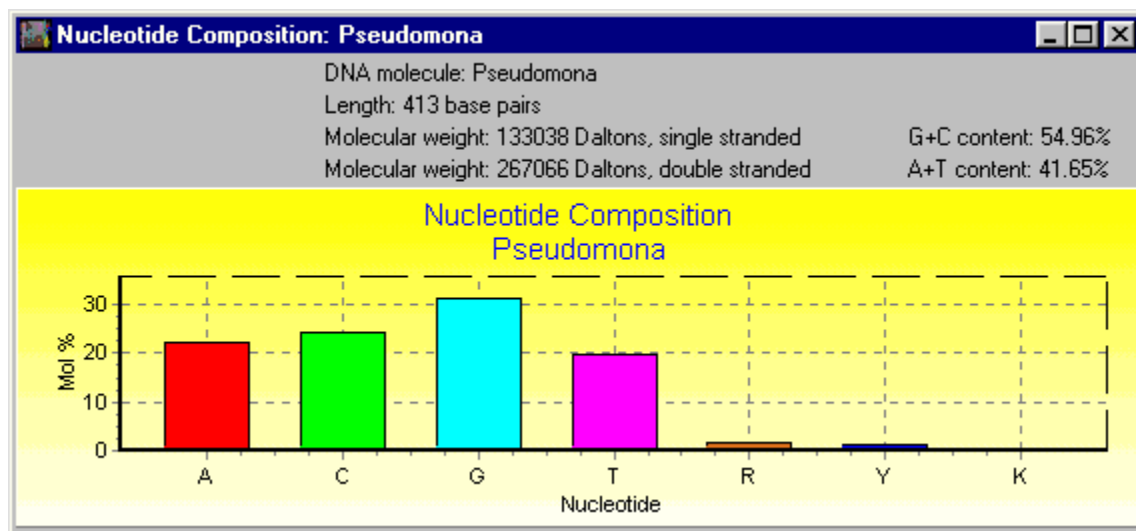 Nucleotide Composition: Pseudomona
DNA molecule: Pseudomona
Length: 413 base pairs
Molecular weight: 133038 Daltons, single stranded G+C content: 54.96%
Molecular weight: 267066 Daltons, double stranded A+T content: 41.65%
Nucleotide Composition
Pseudomona
30
20
10
0
Mol %
A C G T R Y K
Nucleotide